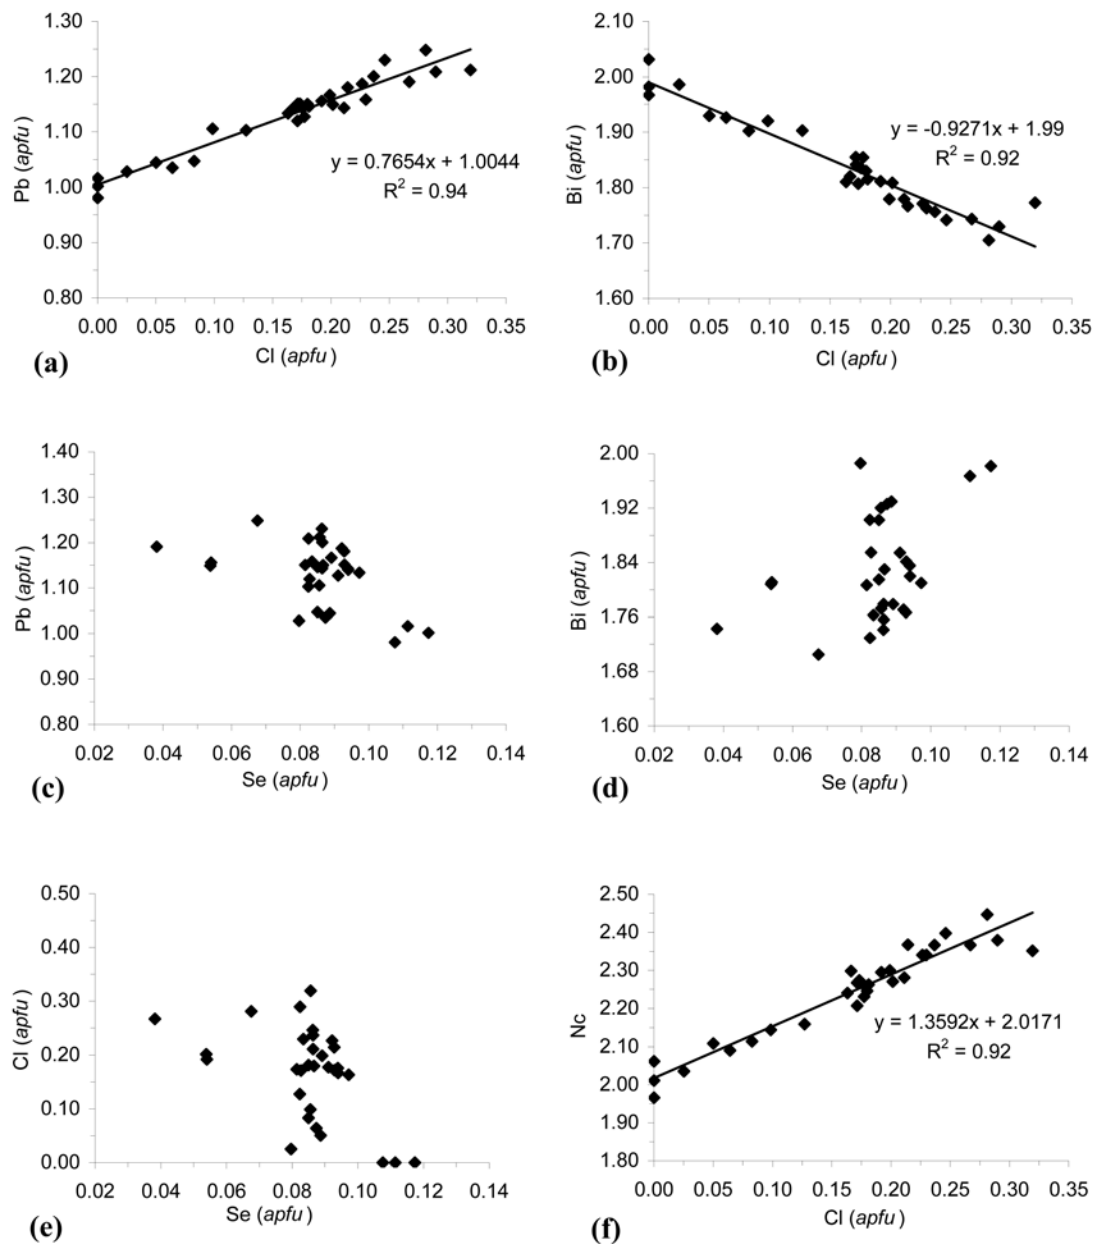 1.30
1.20
1.10
1.00
0.90
0.80
Pb (apfu)
y = 0.7654x + 1.0044
R² = 0.94
0.00 0.05 0.10 0.15 0.20 0.25 0.30 0.35
Cl (apfu)
(a)
2.10
2.00
1.90
1.80
1.70
1.60
Bi (apfu)
y = -0.9271x + 1.99
R² = 0.92
0.00 0.05 0.10 0.15 0.20 0.25 0.30 0.35
Cl (apfu)
(b)
1.40
1.30
1.20
1.10
1.00
0.90
0.80
Pb (apfu)
0.02 0.04 0.06 0.08 0.10 0.12 0.14
Se (apfu)
(c)
2.00
1.92
1.84
1.76
1.68
1.60
Bi (apfu)
0.02 0.04 0.06 0.08 0.10 0.12 0.14
Se (apfu)
(d)
0.50
0.40
0.30
0.20
0.10
0.00
Cl (apfu)
0.02 0.04 0.06 0.08 0.10 0.12 0.14
Se (apfu)
(e)
2.50
2.40
2.30
2.20
2.10
2.00
1.90
1.80
Nc
y = 1.3592x + 2.0171
R² = 0.92
0.00 0.05 0.10 0.15 0.20 0.25 0.30 0.35
Cl (apfu)
(f)